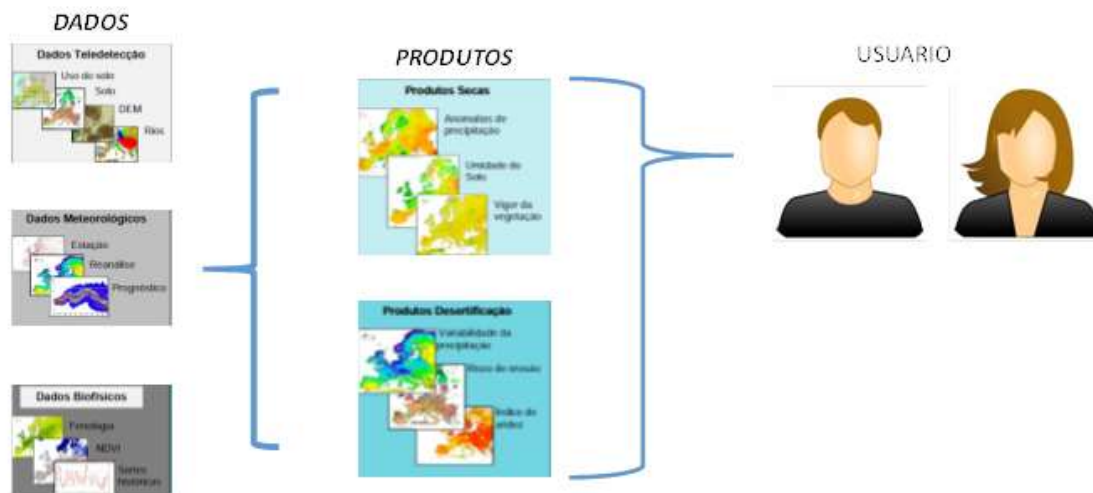 DADOS
Dados Teledetecção
Uso do solo
Solo
DEM
Rios
Dados Meteorológicos
Estação
Reanálise
Prognóstico
Dados Biofísicos
Fenologia
NDVI
Series
históricas
PRODUTOS
Produtos Secas
Anomalias de
precipitação
Umidade do
Solo
Vigor da
vegetação
Produtos Desertificação
Variabilidade da
precipitação
Risco de erosão
Índice de
aridez
USUARIO